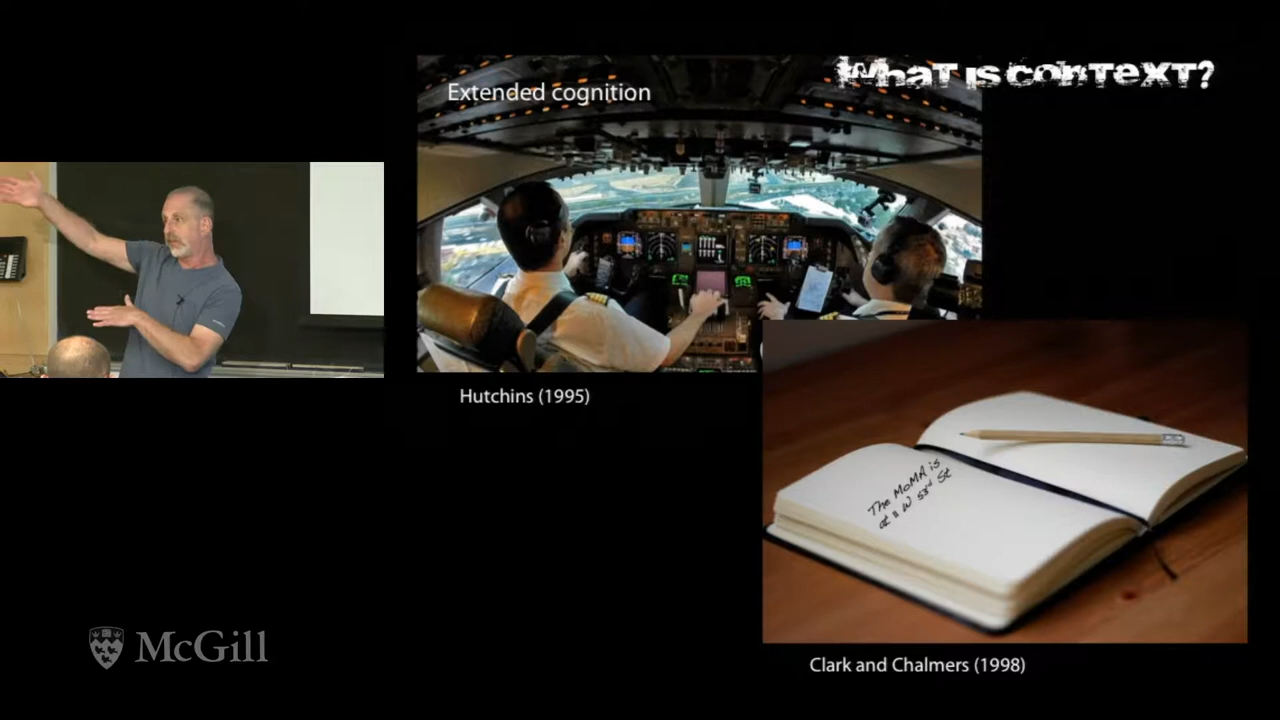 What is context?
Extended cognition
Hutchins (1995)
The MoMA is
at 11 W 53rd St
Clark and Chalmers (1998)
McGill